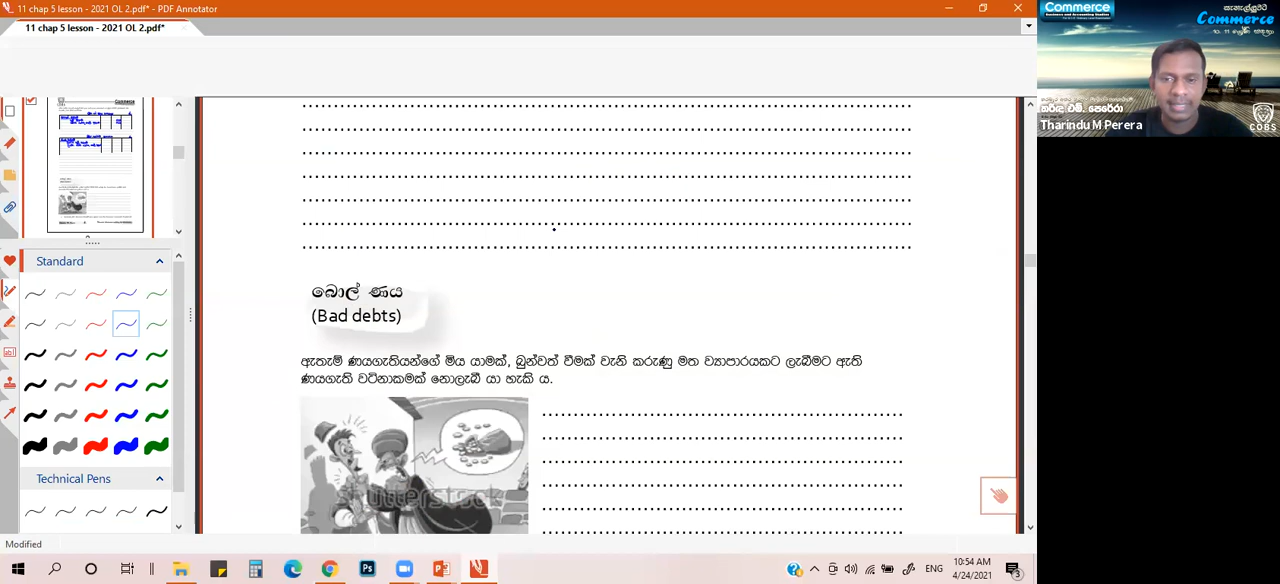 11 chap 5 lesson - 2021 OL 2.pdf* - PDF Annotator
11 chap 5 lesson - 2021 OL 2.pdf*
Commerce
Commerce
Tharindu M Perera
COBS
Standard
Technical Pens
Modified
බොල් ණය
(Bad debts)
ඇතැම් ණයගැතියන්ගේ මිය යාමක්, බුන්වත් වීමක් වැනි කරුණු මත ව්‍යාපාරයකට ලැබීමට ඇති
ණයගැති වටිනාකමක් නොලැබී යා හැකි ය.
shutterstock
ENG
10:54 AM
4/24/2021